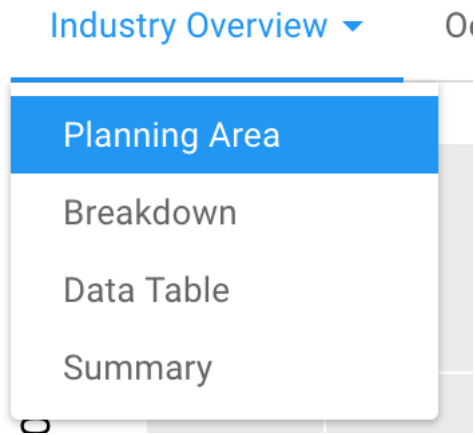 Industry Overview
Planning Area
Breakdown
Data Table
Summary